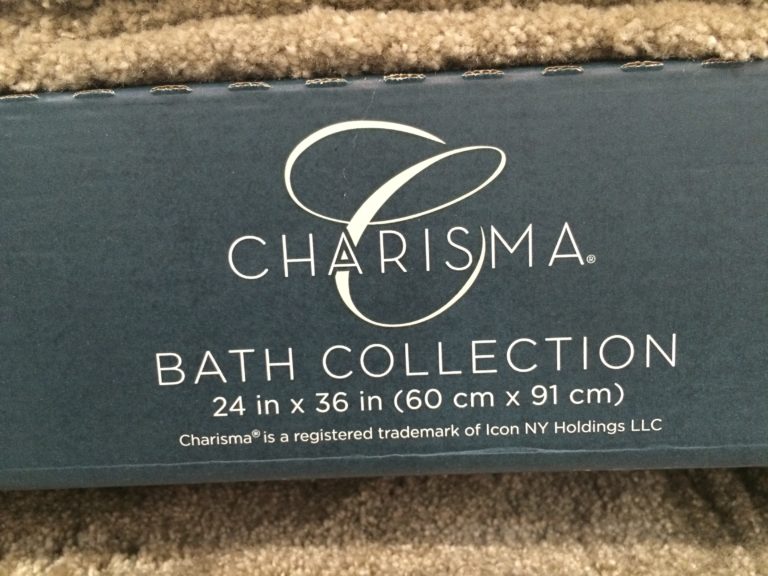 CHARISMA®
BATH COLLECTION
24 in x 36 in (60 cm x 91 cm)
Charisma® is a registered trademark of Icon NY Holdings LLC